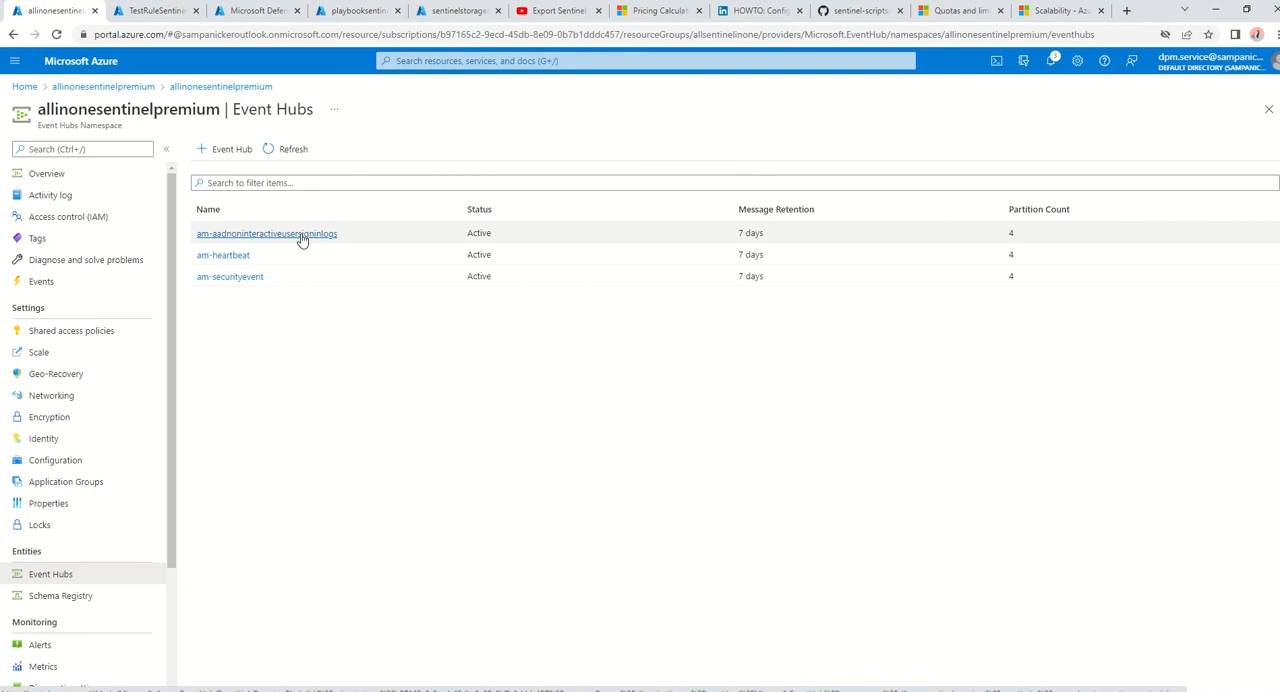 allinonesentinel
TestRuleSentine
Microsoft Defen
playbooksentin
sentinelstorage
Export Sentinel
Pricing Calculat
HOWTO: Config
sentinel-scripts
Quotas and lim
Scalability - Azu
portal.azure.com/#@sampanickeroutlook.onmicrosoft.com/resource/subscriptions/b97165c2-9ecd-45db-8e09-0b7b1dddc457/resourceGroups/allsentinelinone/providers/Microsoft.EventHub/namespaces/allinonesentinelpremium/eventhubs
Microsoft Azure
Search resources, services, and docs (G+/)
3
dpm.service@sampanic...
DEFAULT DIRECTORY (SAMPANIC...
Home > allinonesentinelpremium > allinonesentinelpremium
allinonesentinelpremium | Event Hubs ...
Event Hubs Namespace
Search (Ctrl+/)
«
+ Event Hub Refresh
Overview
Activity log
Access control (IAM)
Tags
Diagnose and solve problems
Events
Settings
Shared access policies
Scale
Geo-Recovery
Networking
Encryption
Identity
Configuration
Application Groups
Properties
Locks
Entities
Event Hubs
Schema Registry
Monitoring
Alerts
Metrics
Search to filter items...
Name Status Message Retention Partition Count
am-aadnoninteractiveusersigninlogs Active 7 days 4
am-heartbeat Active 7 days 4
am-securityevent Active 7 days 4